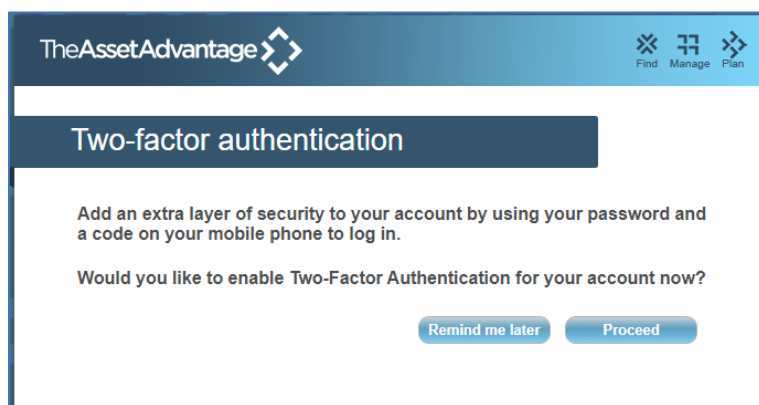 TheAssetAdvantage
Find Manage Plan
Two-factor authentication
Add an extra layer of security to your account by using your password and
a code on your mobile phone to log in.
Would you like to enable Two-Factor Authentication for your account now?
Remind me later Proceed